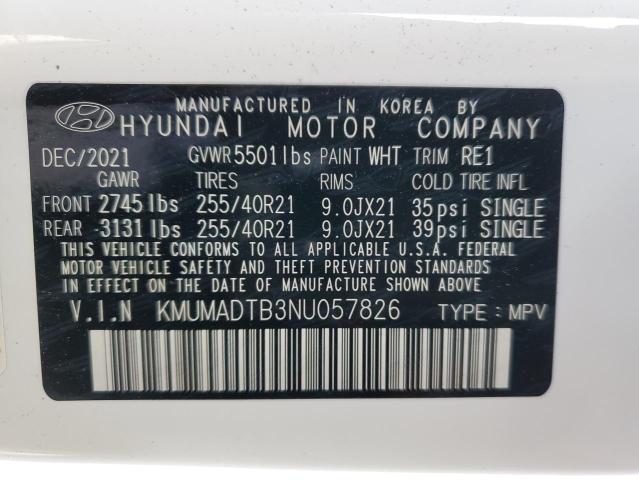 MANUFACTURED IN KOREA BY
HYUNDAI MOTOR COMPANY
DEC/2021 GVWR 5501 lbs PAINT WHT TRIM RE1
GAWR TIRES RIMS COLD TIRE INFL
FRONT 2745 lbs 255/40R21 9.0JX21 35psi SINGLE
REAR 3131 lbs 255/40R21 9.0JX21 39psi SINGLE
THIS VEHICLE CONFORMS TO ALL APPLICABLE U.S.A. FEDERAL
MOTOR VEHICLE SAFETY AND THEFT PREVENTION STANDARDS
IN EFFECT ON THE DATE OF MANUFACTURE SHOWN ABOVE
V.I.N KMUMADTB3NU057826 TYPE : MPV